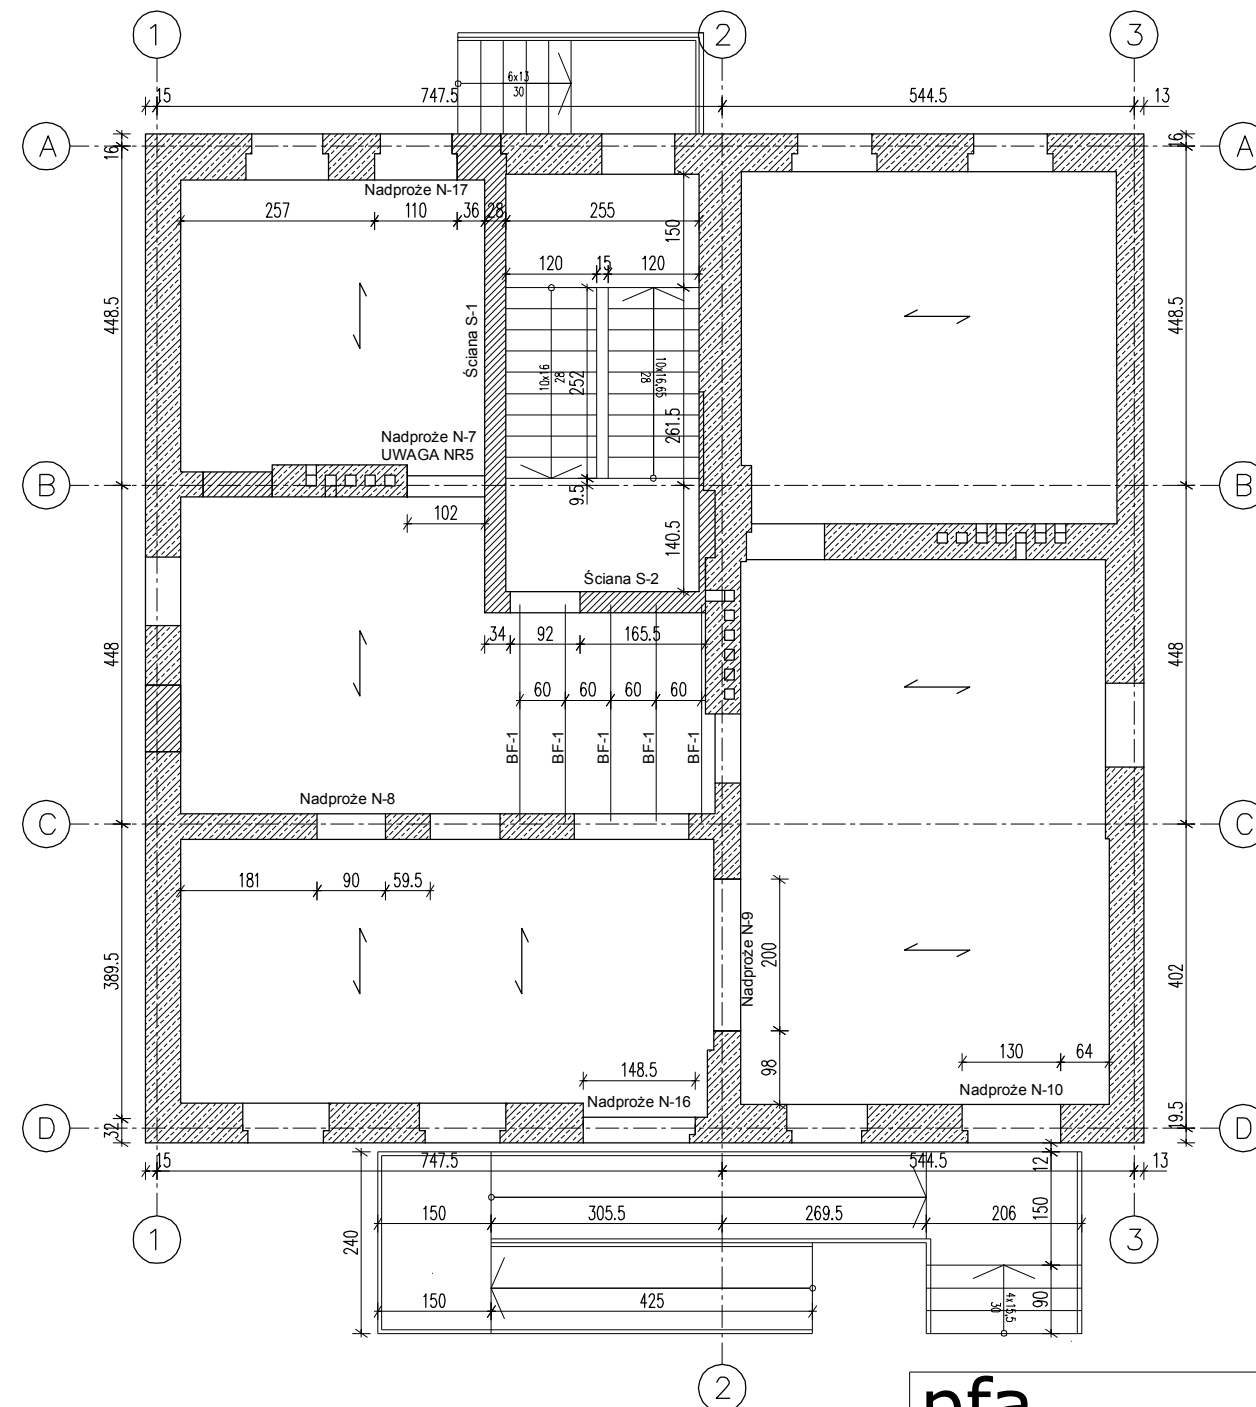 1
2
3
6x13
30
15
747.5
544.5
13
A
16
16
A
Nadproże N-17
257
110
36
28
255
150
120
15
120
448.5
448.5
Ściana S-1
10x16
28
252
28
10x16,65
261.5
Nadproże N-7
UWAGA NR5
B
B
9.5
102
140.5
Ściana S-2
34
92
165.5
448
448
60
60
60
60
BF-1
BF-1
BF-1
BF-1
BF-1
Nadproże N-8
C
C
181
90
59.5
Nadproże N-9
200
389.5
402
98
130
64
148.5
Nadproże N-16
Nadproże N-10
D
32
19.5
D
15
747.5
544.5
12
13
150
305.5
269.5
206
150
1
240
3
150
425
4x15,5
30
90
2
pfa